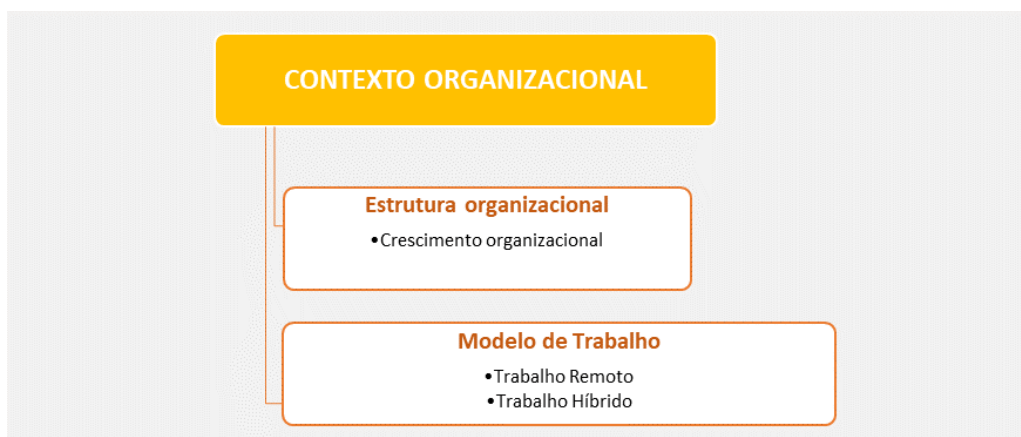 CONTEXTO ORGANIZACIONAL
Estrutura organizacional
•Crescimento organizacional
Modelo de Trabalho
•Trabalho Remoto
•Trabalho Híbrido